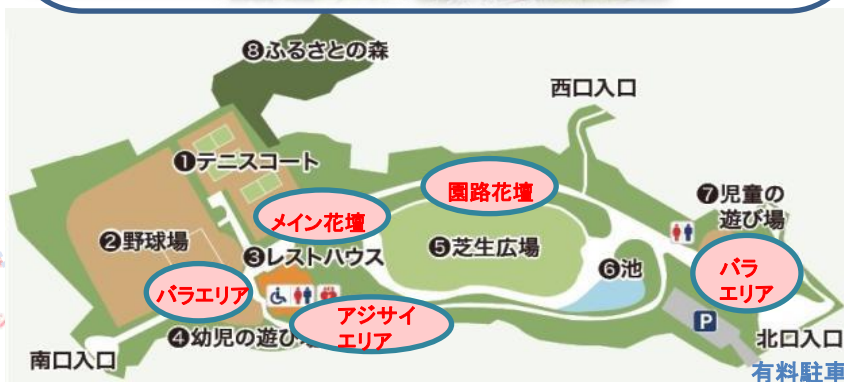 ❽ふるさとの森
西口入口
❶テニスコート
園路花壇
❼児童の
遊び場
メイン花壇
❷野球場
❸レストハウス
❺芝生広場
❻池
バラ
エリア
バラエリア
アジサイ
エリア
P
❹幼児の遊び
北口入口
南口入口
有料駐車